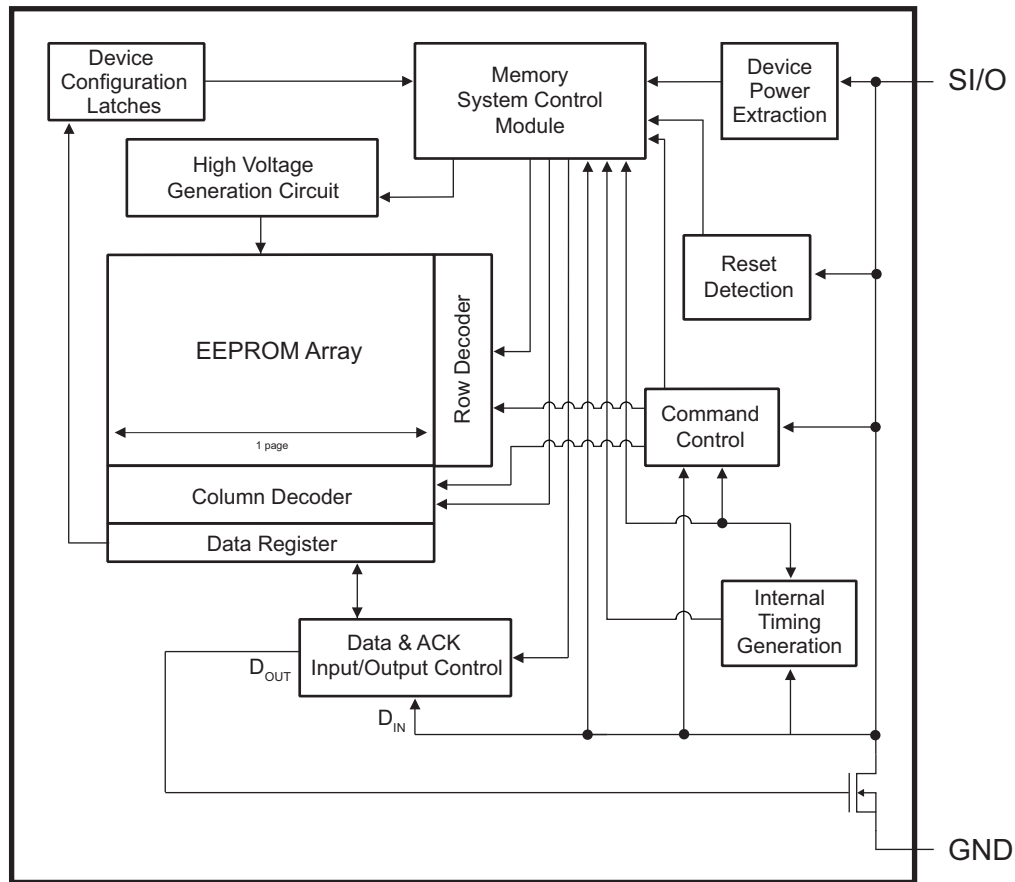 Device
Configuration
Latches
Memory
System Control
Module
Device
Power
Extraction
SI/O
High Voltage
Generation Circuit
Reset
Detection
EEPROM Array
Row Decoder
1 page
Command
Control
Column Decoder
Data Register
Internal
Timing
Generation
Data & ACK
Input/Output Control
DOUT
DIN
GND